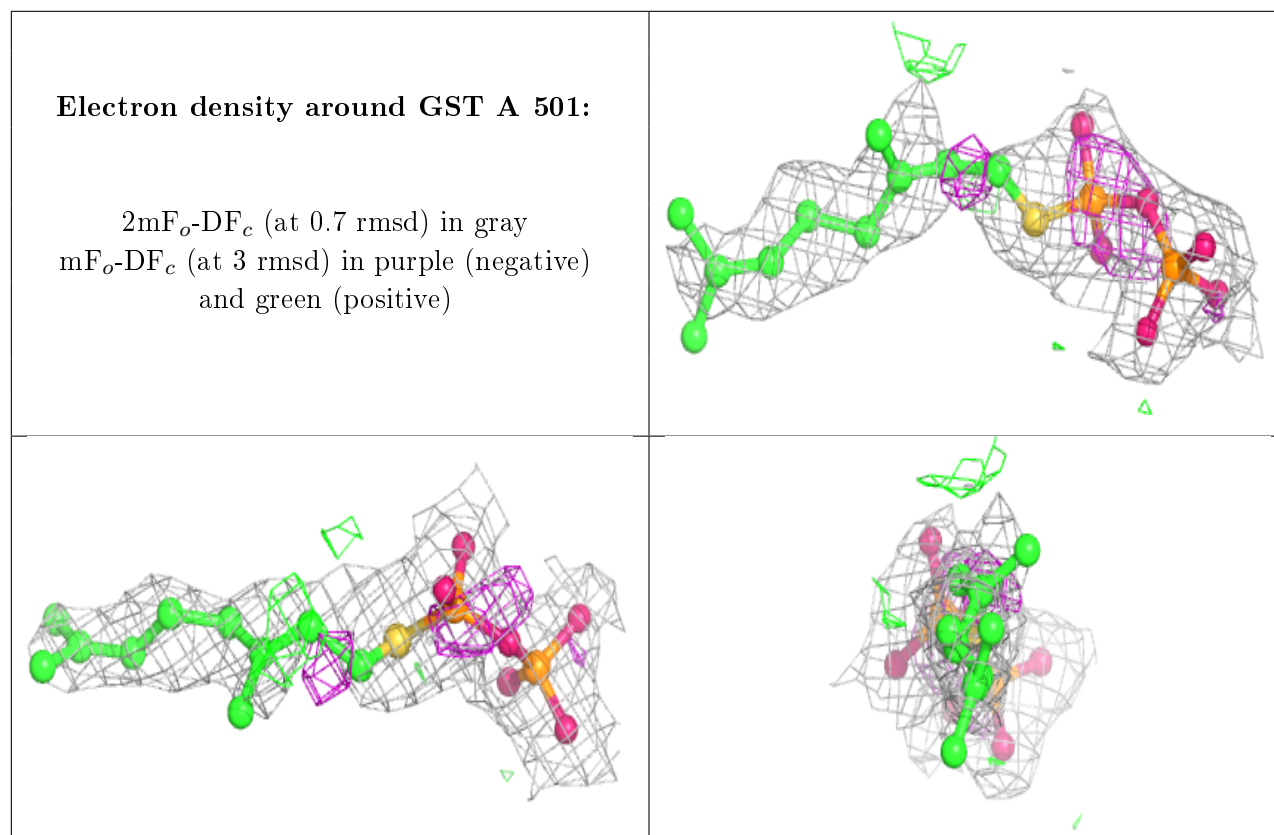 Electron density around GST A 501:
2mFo-DFc (at 0.7 rmsd) in gray
mFo-DFc (at 3 rmsd) in purple (negative)
and green (positive)